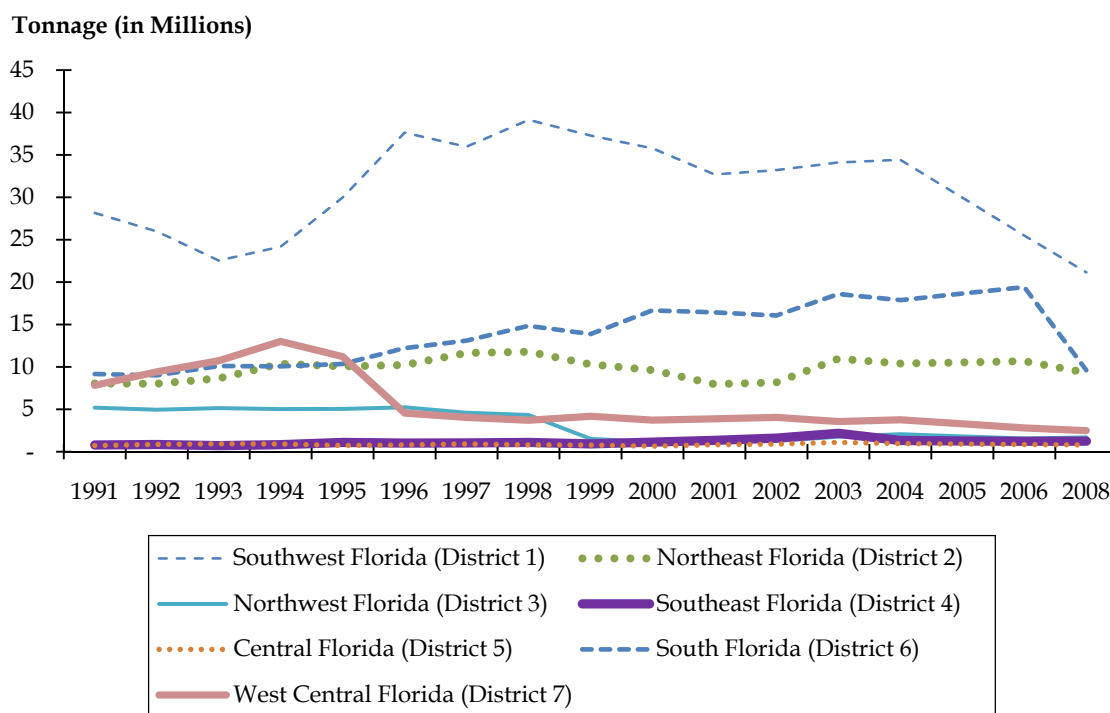 Tonnage (in Millions)
45
40
35
30
25
20
15
10
5
-
1991 1992 1993 1994 1995 1996 1997 1998 1999 2000 2001 2002 2003 2004 2005 2006 2008
Southwest Florida (District 1) Northeast Florida (District 2)
Northwest Florida (District 3) Southeast Florida (District 4)
Central Florida (District 5) South Florida (District 6)
West Central Florida (District 7)